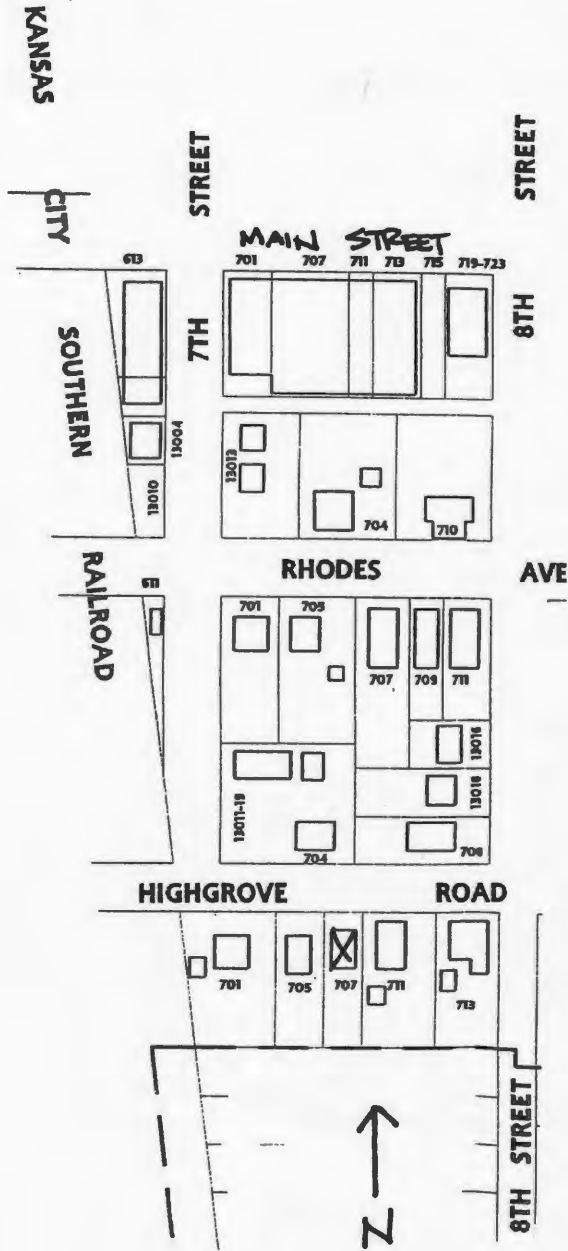 KANSAS
CITY
SOUTHERN
RAILROAD
STREET
7TH
STREET
8TH
MAIN STREET
613
701 707 711 713 715 719-723
13004
13010
13013
704
710
RHODES AVE
611
701 705
707 709 711
13016
13018
13011-19
704
708
HIGHGROVE ROAD
701 705 707 711
713
8TH STREET
N